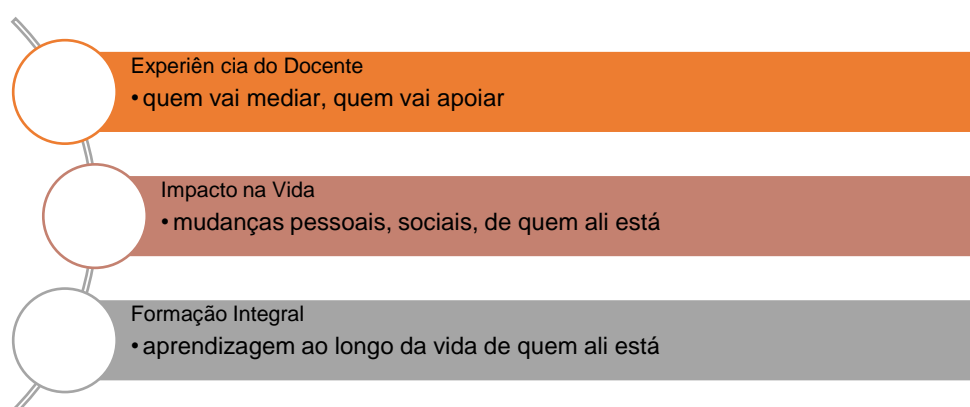 Experiên cia do Docente
• quem vai mediar, quem vai apoiar
Impacto na Vida
• mudanças pessoais, sociais, de quem ali está
Formação Integral
• aprendizagem ao longo da vida de quem ali está